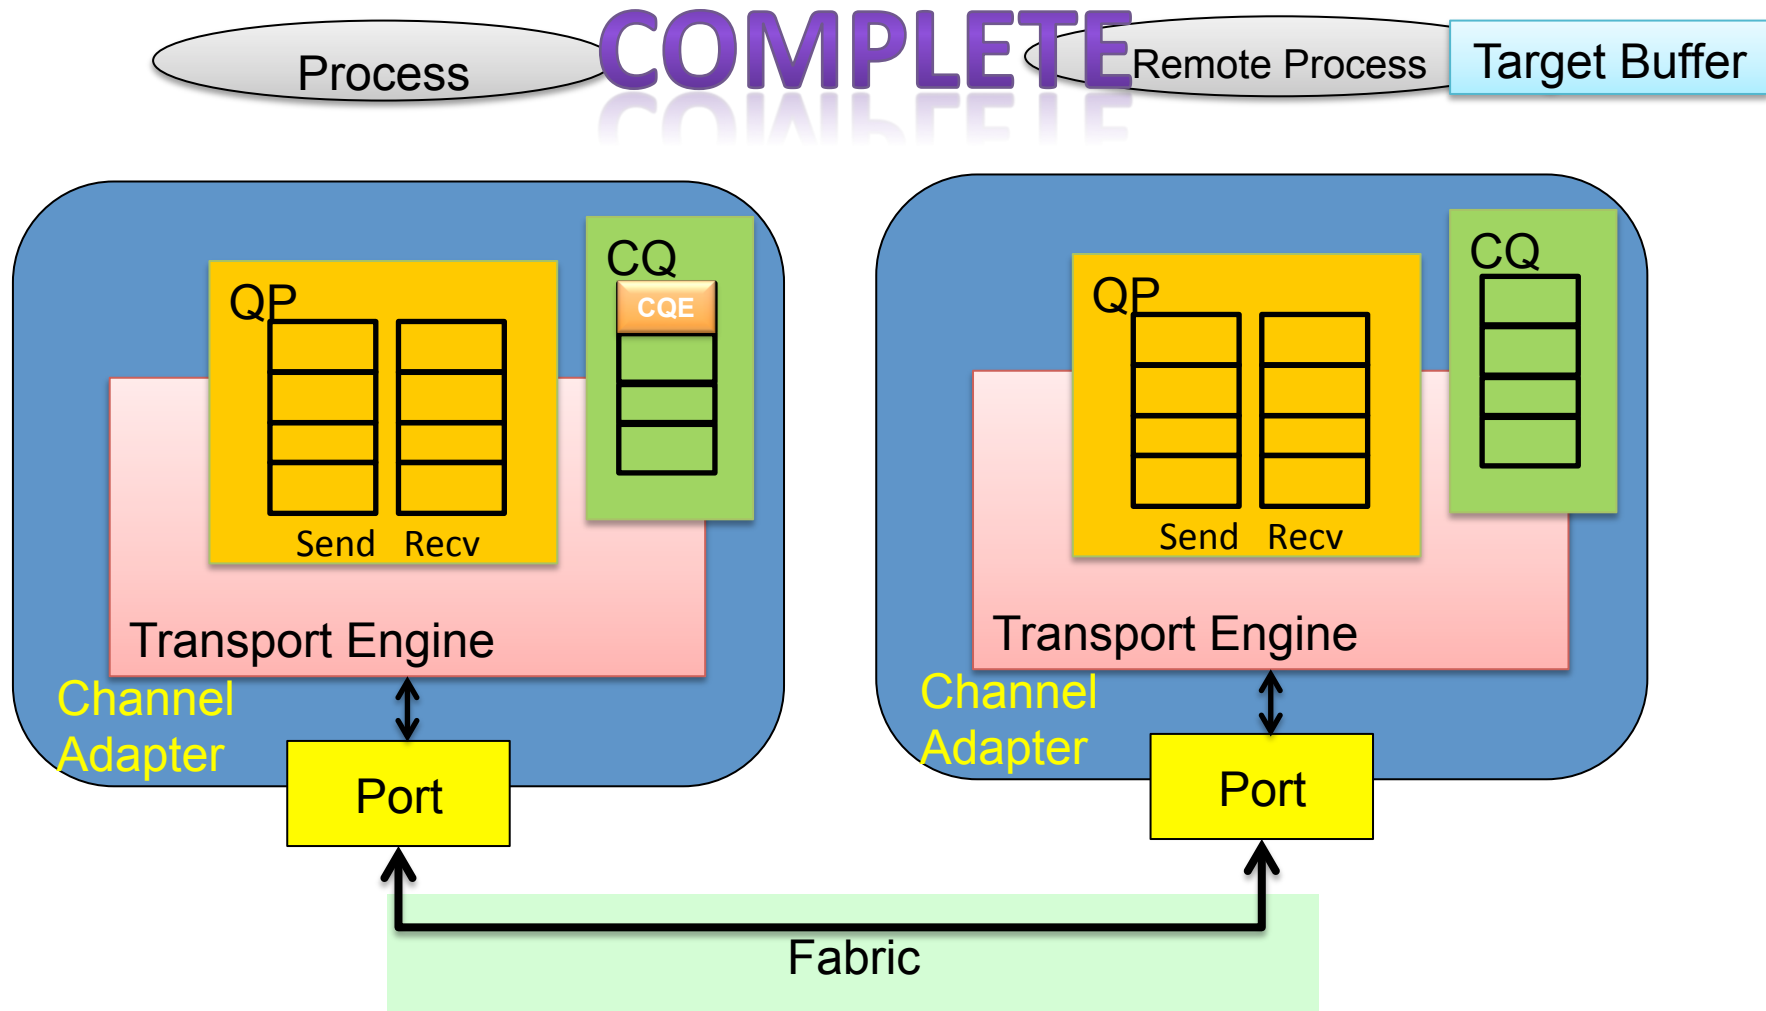 Process
COMPLETE
Remote Process
Target Buffer
QP
CQ
CQE
Send Recv
Transport Engine
Channel
Adapter
Port
QP
CQ
Send Recv
Transport Engine
Channel
Adapter
Port
Fabric